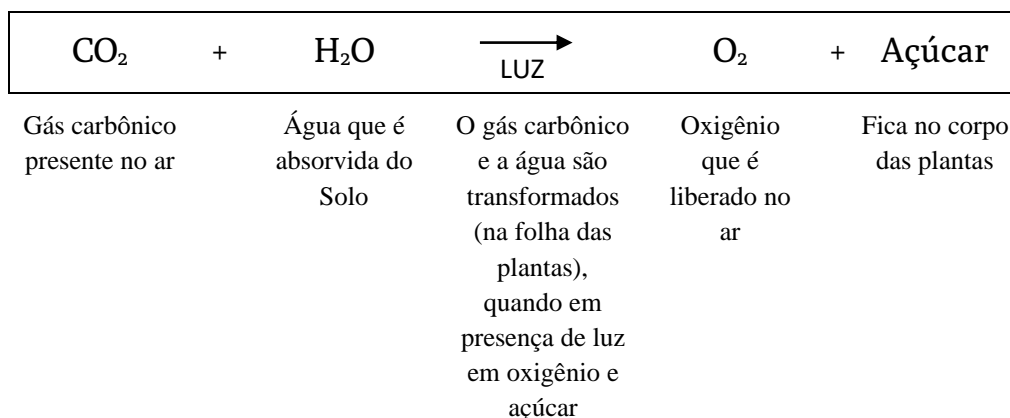 CO₂ + H₂O LUZ O₂ + Açúcar
Gás carbônico
presente no ar
Água que é
absorvida do
Solo
O gás carbônico
e a água são
transformados
(na folha das
plantas),
quando em
presença de luz
em oxigênio e
açúcar
Oxigênio
que é
liberado no
ar
Fica no corpo
das plantas